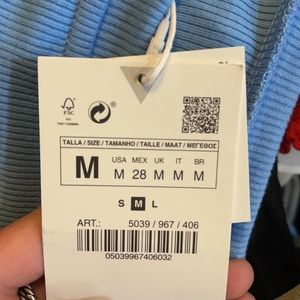 FSC
TALLA / SIZE / TAMANHO / TAILLE / MAAT / ΜΕΓΕΘΟΣ
M
USA MEX UK IT BR
M 28 M M M
S M L
ART.: 5039 / 967 / 406
05039967406032